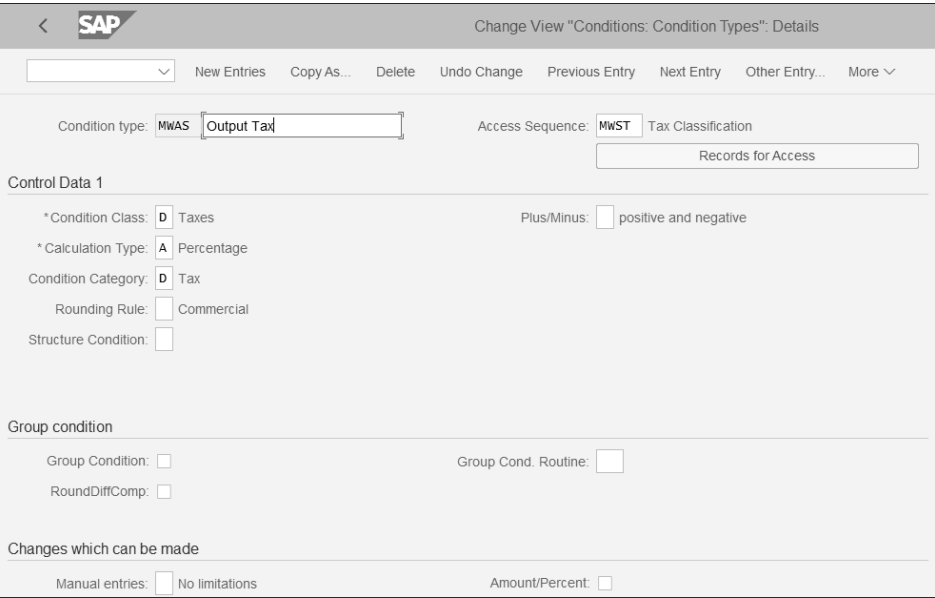 SAP Change View "Conditions: Condition Types": Details
New Entries Copy As... Delete Undo Change Previous Entry Next Entry Other Entry... More
Condition type: MWAS Output Tax Access Sequence: MWST Tax Classification
Records for Access
Control Data 1
*Condition Class: D Taxes Plus/Minus: positive and negative
*Calculation Type: A Percentage
Condition Category: D Tax
Rounding Rule: Commercial
Structure Condition:
Group condition
Group Condition: Group Cond. Routine:
RoundDiffComp:
Changes which can be made
Manual entries: No limitations Amount/Percent: